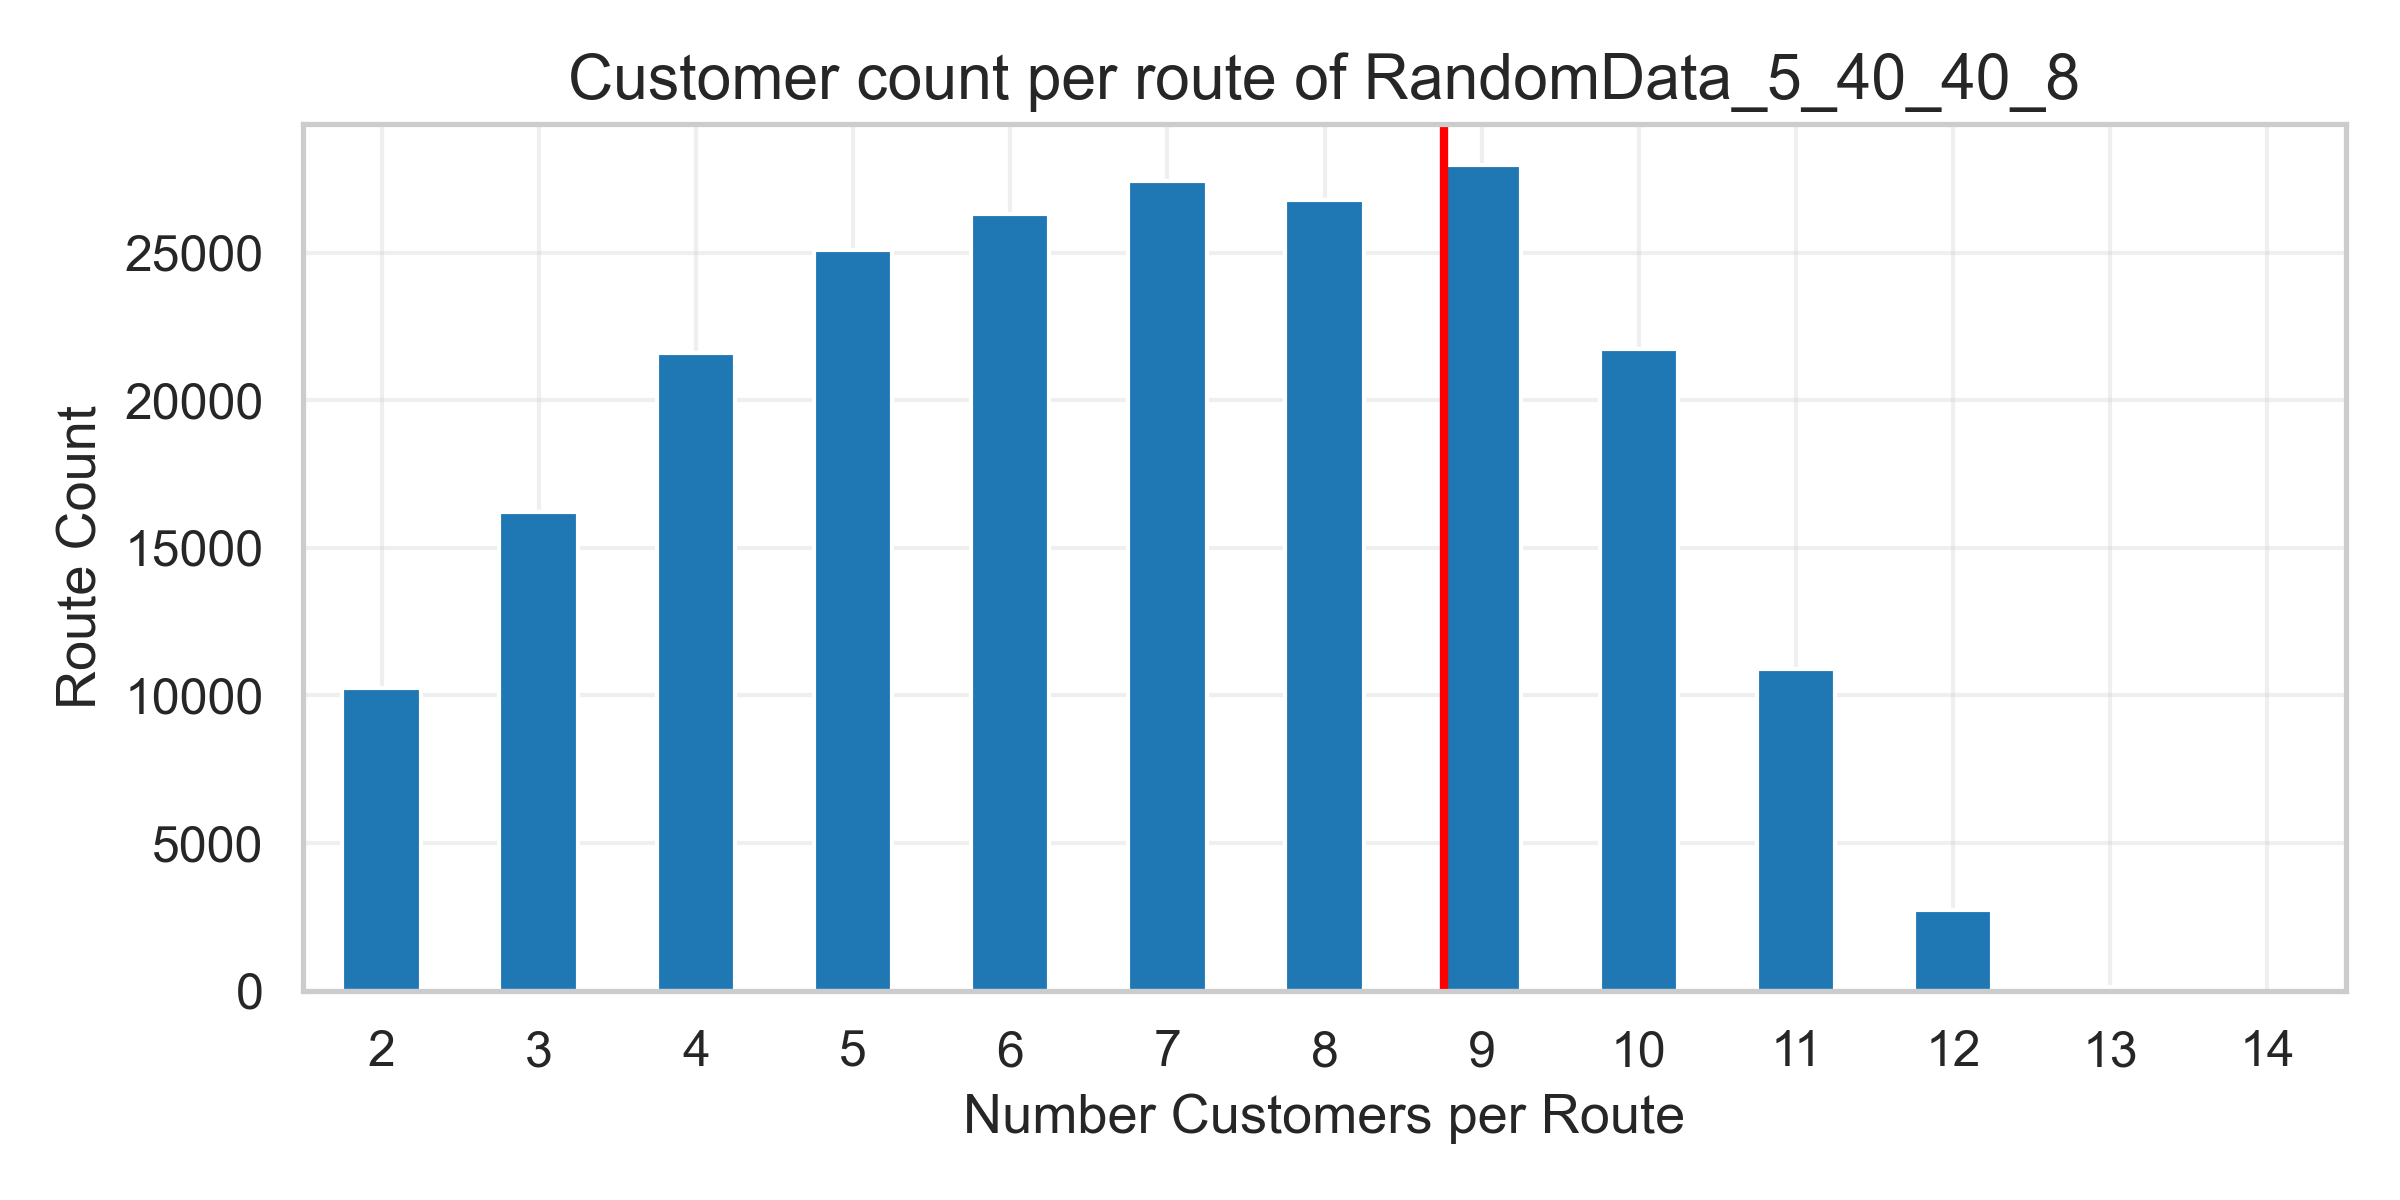 Customer count per route of RandomData_5_40_40_8
Route Count
25000
20000
15000
10000
5000
0
2 3 4 5 6 7 8 9 10 11 12 13 14
Number Customers per Route